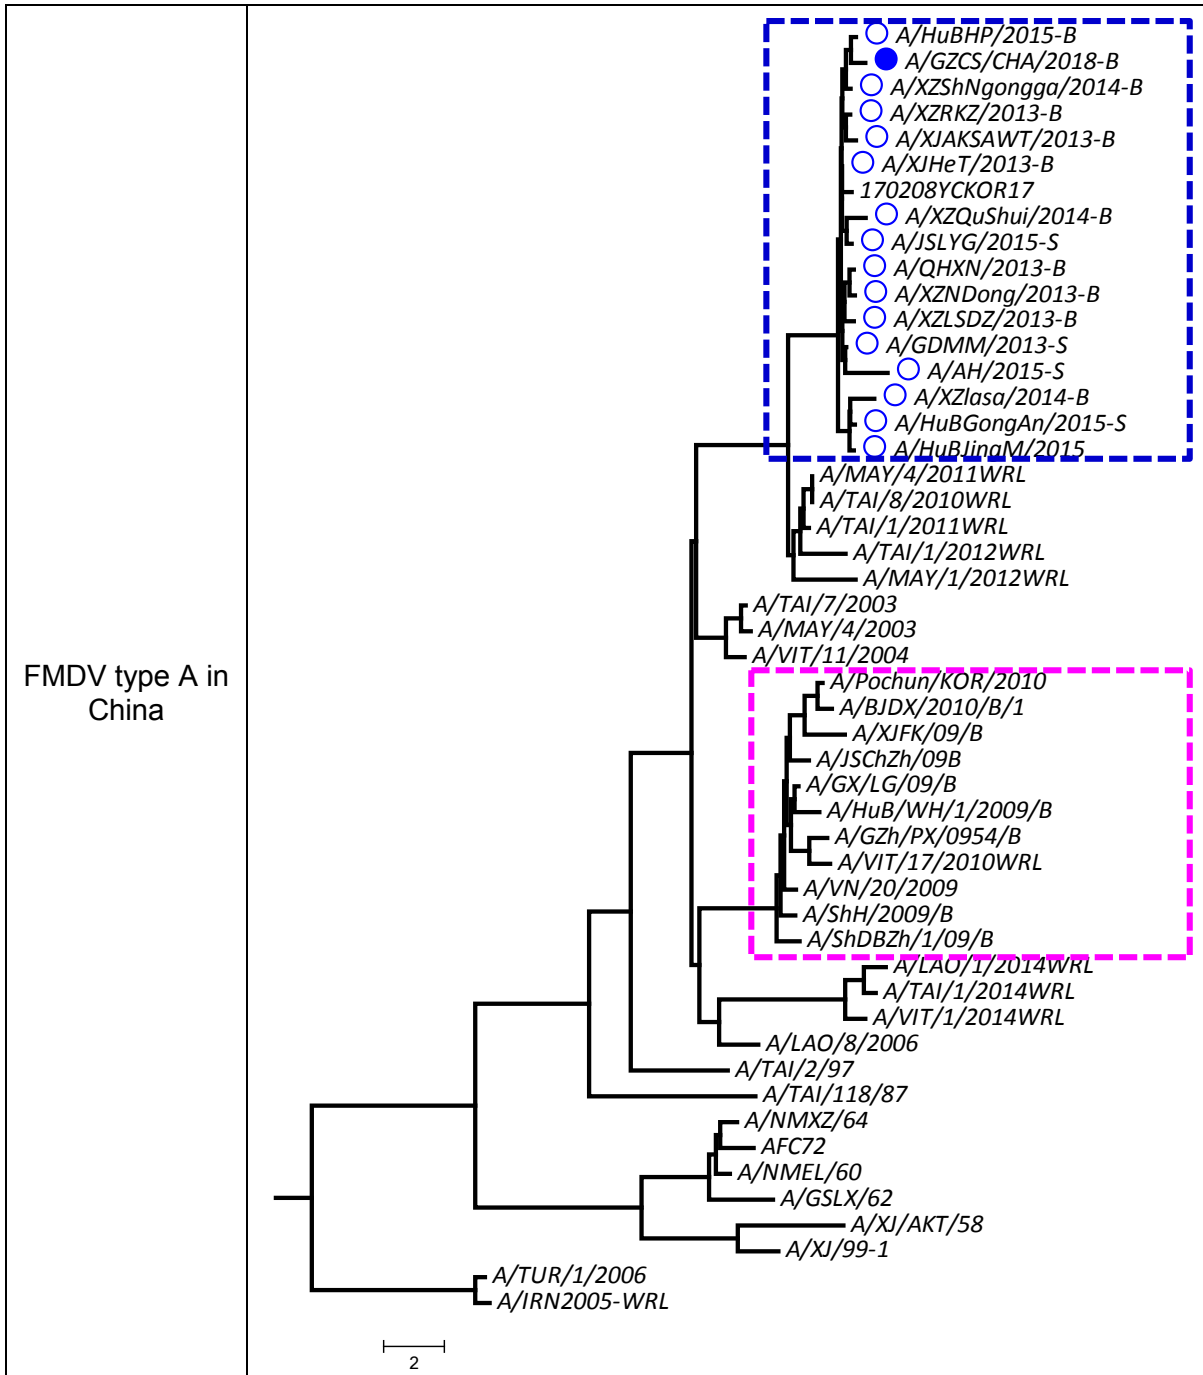 A/HuBHP/2015-B
A/GZCS/CHA/2018-B
A/XZShNgongga/2014-B
A/XZRKZ/2013-B
A/XJAKSAWT/2013-B
A/XJHeT/2013-B
170208YCKOR17
A/XZQuShui/2014-B
A/JSLYG/2015-S
A/QHXN/2013-B
A/XZNDong/2013-B
A/XZLSDZ/2013-B
A/GDMM/2013-S
A/AH/2015-S
A/XZlasa/2014-B
A/HuBGongAn/2015-S
A/HuBJingM/2015
A/MAY/4/2011WRL
A/TAI/8/2010WRL
A/TAI/1/2011WRL
A/TAI/1/2012WRL
A/MAY/1/2012WRL
A/TAI/7/2003
A/MAY/4/2003
A/VIT/11/2004
FMDV type A in
China
A/Pochun/KOR/2010
A/BJDX/2010/B/1
A/XJFK/09/B
A/JSChZh/09B
A/GX/LG/09/B
A/HuB/WH/1/2009/B
A/GZh/PX/0954/B
A/VIT/17/2010WRL
A/VN/20/2009
A/ShH/2009/B
A/ShDBZh/1/09/B
A/LAO/1/2014WRL
A/TAI/1/2014WRL
A/VIT/1/2014WRL
A/LAO/8/2006
A/TAI/2/97
A/TAI/118/87
A/NMXZ/64
AFC72
A/NMEL/60
A/GSLX/62
A/XJ/AKT/58
A/XJ/99-1
A/TUR/1/2006
A/IRN2005-WRL
2